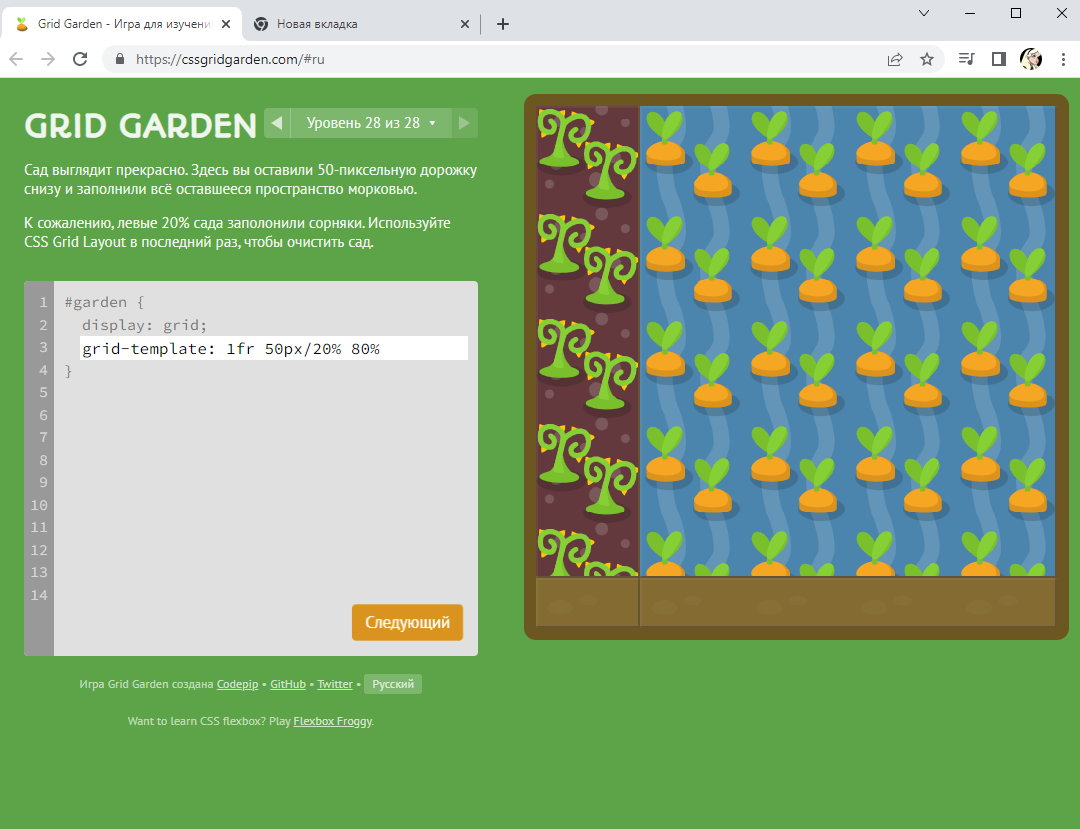 Grid Garden - Игра для изучени
Новая вкладка
https://cssgridgarden.com/#ru
GRID GARDEN
Уровень 28 из 28
Сад выглядит прекрасно. Здесь вы оставили 50-пиксельную дорожку
снизу и заполнили всё оставшееся пространство морковью.
К сожалению, левые 20% сада заполонили сорняки. Используйте
CSS Grid Layout в последний раз, чтобы очистить сад.
1 #garden {
2 display: grid;
3 grid-template: 1fr 50px/20% 80%
4 }
5
6
7
8
9
10
11
12
13
14
Следующий
Игра Grid Garden создана Codepip • GitHub • Twitter • Русский
Want to learn CSS flexbox? Play Flexbox Froggy.